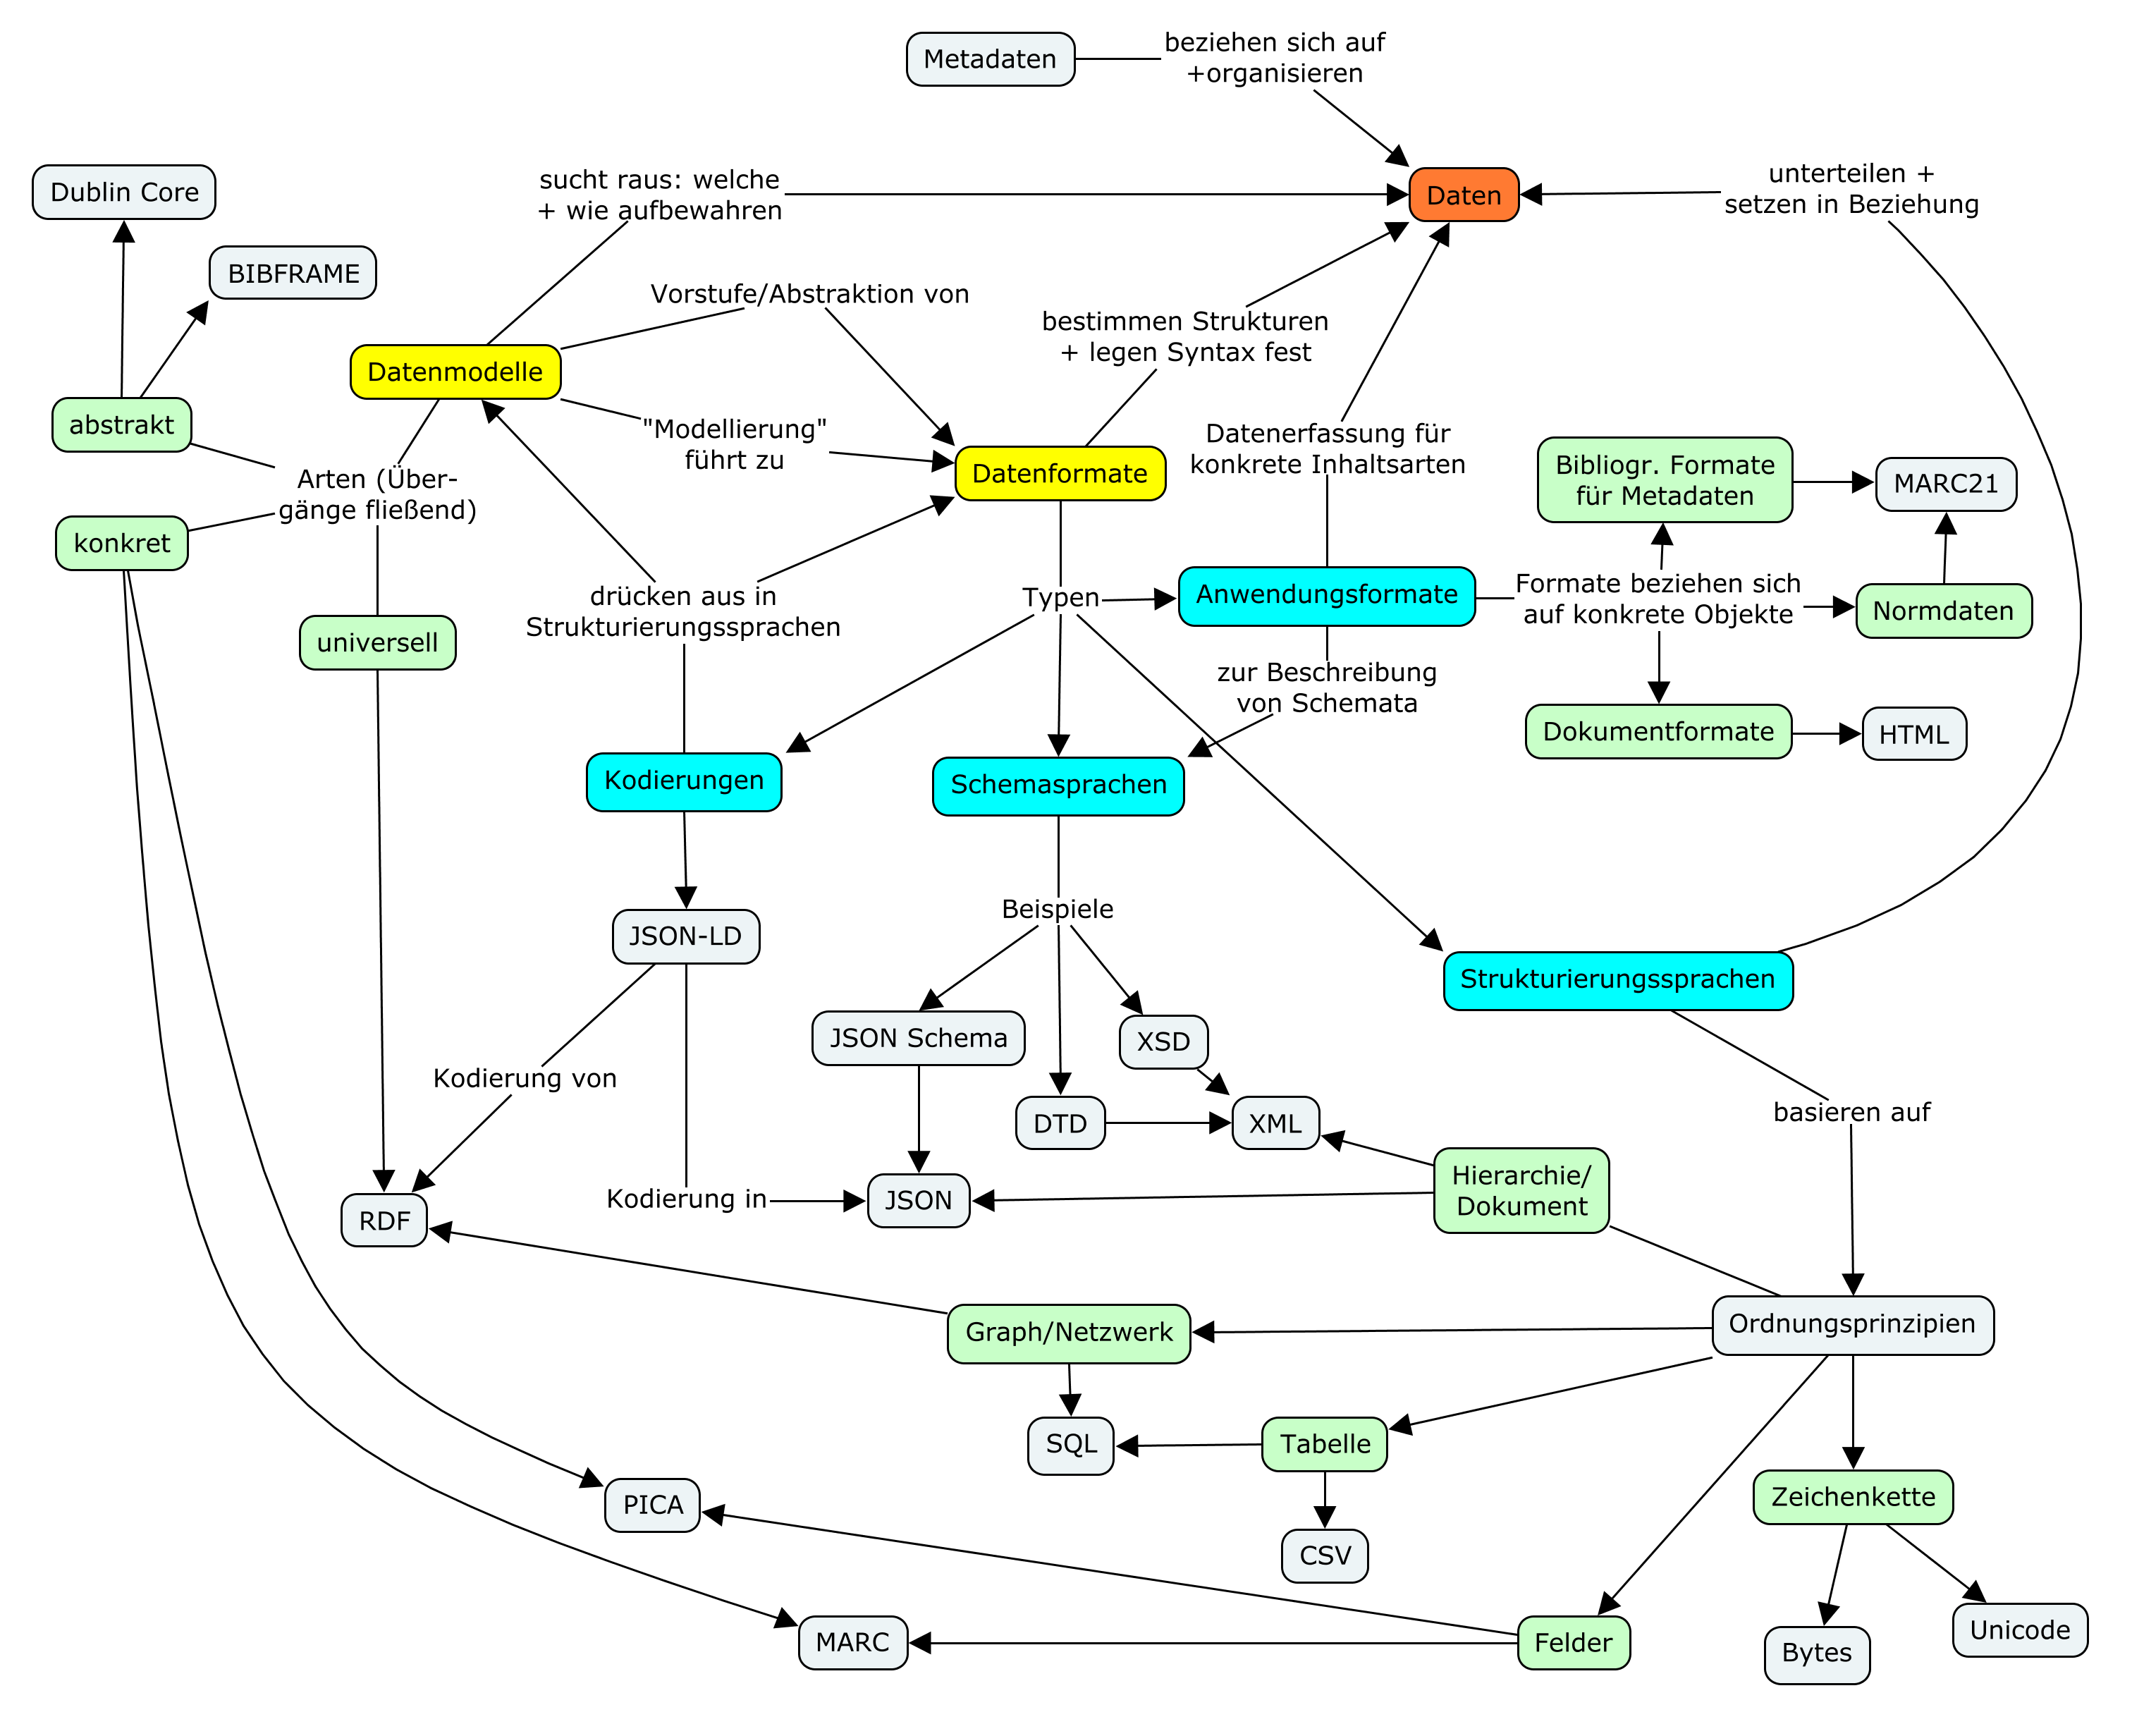 Metadaten
beziehen sich auf
+organisieren
Dublin Core
sucht raus: welche
+ wie aufbewahren
Daten
unterteilen +
setzen in Beziehung
BIBFRAME
Vorstufe/Abstraktion von
bestimmen Strukturen
+ legen Syntax fest
Datenmodelle
abstrakt
"Modellierung"
führt zu
Datenformate
Datenerfassung für
konkrete Inhaltsarten
Bibliogr. Formate
für Metadaten
MARC21
Arten (Über-
gänge fließend)
konkret
drücken aus in
Strukturierungssprachen
Typen
Anwendungsformate
Formate beziehen sich
auf konkrete Objekte
Normdaten
universell
zur Beschreibung
von Schemata
Dokumentformate
HTML
Kodierungen
Schemasprachen
JSON-LD
Beispiele
Strukturierungssprachen
JSON Schema
XSD
Kodierung von
DTD
XML
basieren auf
Hierarchie/
Dokument
Kodierung in
JSON
RDF
Graph/Netzwerk
Ordnungsprinzipien
SQL
Tabelle
PICA
Zeichenkette
CSV
MARC
Felder
Bytes
Unicode